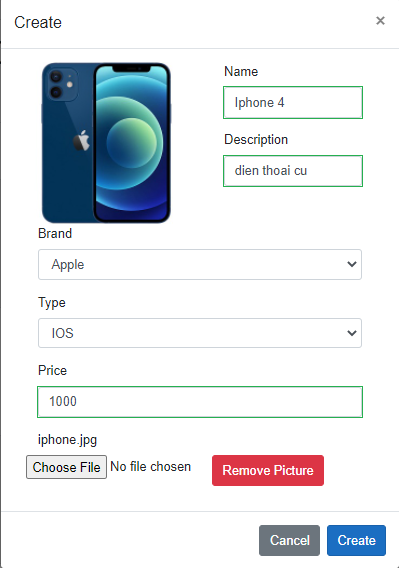 Create
×
Name
Iphone 4
Description
dien thoai cu
Brand
Apple
Type
IOS
Price
1000
iphone.jpg
Choose File No file chosen
Remove Picture
Cancel
Create